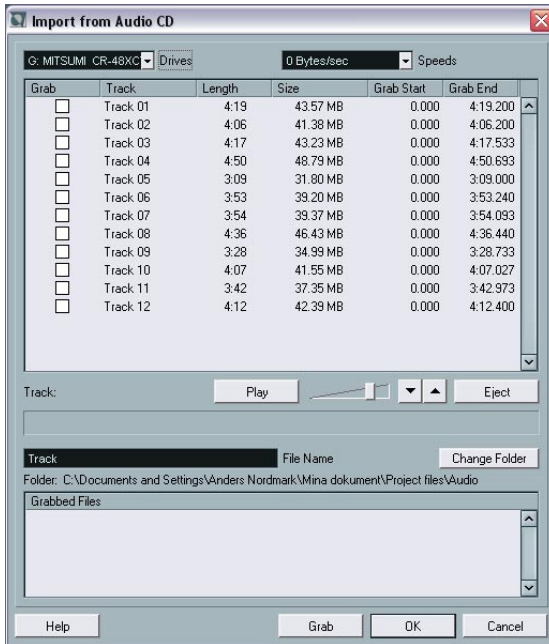 Import from Audio CD
G: MITSUMI CR-48XC Drives 0 Bytes/sec Speeds
Grab Track Length Size Grab Start Grab End
Track 01 4:19 43.57 MB 0.000 4:19.200
Track 02 4:06 41.38 MB 0.000 4:06.200
Track 03 4:17 43.23 MB 0.000 4:17.533
Track 04 4:50 48.79 MB 0.000 4:50.693
Track 05 3:09 31.80 MB 0.000 3:09.000
Track 06 3:53 39.20 MB 0.000 3:53.240
Track 07 3:54 39.37 MB 0.000 3:54.093
Track 08 4:36 46.43 MB 0.000 4:36.440
Track 09 3:28 34.99 MB 0.000 3:28.733
Track 10 4:07 41.55 MB 0.000 4:07.027
Track 11 3:42 37.35 MB 0.000 3:42.973
Track 12 4:12 42.39 MB 0.000 4:12.400
Track: Play Eject
Track File Name Change Folder
Folder: C:\Documents and Settings\Anders Nordmark\Mina dokument\Project files\Audio
Grabbed Files
Help Grab OK Cancel